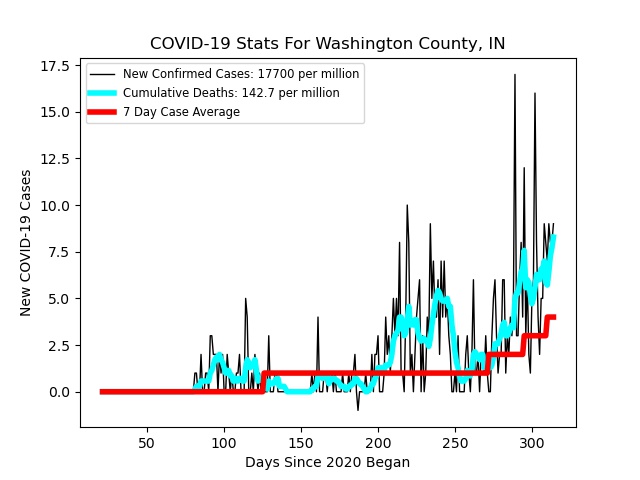 COVID-19 Stats For Washington County, IN
New Confirmed Cases: 17700 per million
Cumulative Deaths: 142.7 per million
7 Day Case Average
New COVID-19 Cases
17.5
15.0
12.5
10.0
7.5
5.0
2.5
0.0
50 100 150 200 250 300
Days Since 2020 Began